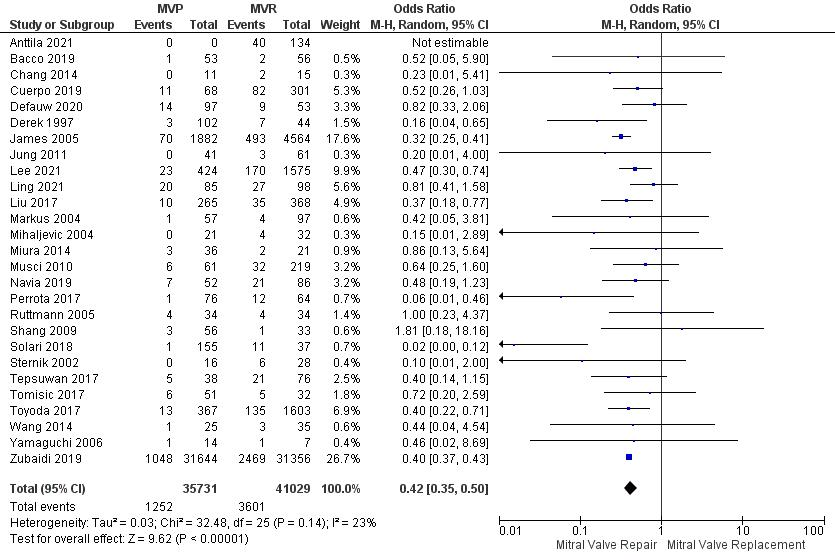 MVP MVR Odds Ratio Odds Ratio
Study or Subgroup Events Total Events Total Weight M-H, Random, 95% CI M-H, Random, 95% CI
Anttila 2021 0 0 40 134 Not estimable
Bacco 2019 1 53 2 56 0.5% 0.52 [0.05, 5.90]
Chang 2014 0 11 2 15 0.3% 0.23 [0.01, 5.41]
Cuerpo 2019 11 68 82 301 5.2% 0.52 [0.26, 1.03]
Defauw 2020 14 97 9 53 3.3% 0.82 [0.33, 2.06]
Derek 1997 3 102 7 44 1.5% 0.16 [0.04, 0.65]
James 2005 70 1882 493 4564 17.6% 0.32 [0.25, 0.41]
Jung 2011 0 41 3 61 0.3% 0.20 [0.01, 4.00]
Lee 2021 23 424 170 1575 9.9% 0.47 [0.30, 0.74]
Ling 2021 20 85 27 98 5.6% 0.81 [0.41, 1.58]
Liu 2017 10 265 35 368 4.9% 0.37 [0.18, 0.77]
Markus 2004 1 57 4 97 0.6% 0.42 [0.05, 3.81]
Mihaljevic 2004 0 21 4 32 0.3% 0.15 [0.01, 2.89]
Miura 2014 3 36 2 21 0.8% 0.86 [0.13, 5.64]
Musci 2010 6 61 32 219 3.2% 0.64 [0.25, 1.60]
Navia 2019 7 52 21 86 3.2% 0.48 [0.19, 1.23]
Perrota 2017 1 76 12 64 0.7% 0.06 [0.01, 0.46]
Ruttmann 2005 4 34 4 34 1.3% 1.00 [0.23, 4.37]
Shang 2009 3 56 1 33 0.6% 1.81 [0.18, 18.16]
Solari 2018 1 155 11 37 0.7% 0.02 [0.00, 0.12]
Sternik 2002 0 16 6 28 0.4% 0.10 [0.01, 2.00]
Tepsuwan 2017 5 38 21 76 2.5% 0.40 [0.14, 1.15]
Tomisic 2017 6 51 5 32 1.7% 0.72 [0.20, 2.59]
Toyoda 2017 13 367 135 1603 6.9% 0.40 [0.22, 0.71]
Wang 2014 1 25 3 35 0.5% 0.44 [0.04, 4.54]
Yamaguchi 2006 1 14 1 7 0.4% 0.46 [0.02, 8.69]
Zubaidi 2019 1048 31644 2469 31356 26.7% 0.40 [0.37, 0.43]
Total (95% CI) 35731 41029 100.0% 0.42 [0.35, 0.50]
Total events 1252 3601
Heterogeneity: Tau² = 0.03; Chi² = 32.48, df = 25 (P = 0.14); I² = 23%
Test for overall effect: Z = 9.62 (P < 0.00001)
0.01 0.1 1 10 100
Mitral Valve Repair Mitral Valve Replacement